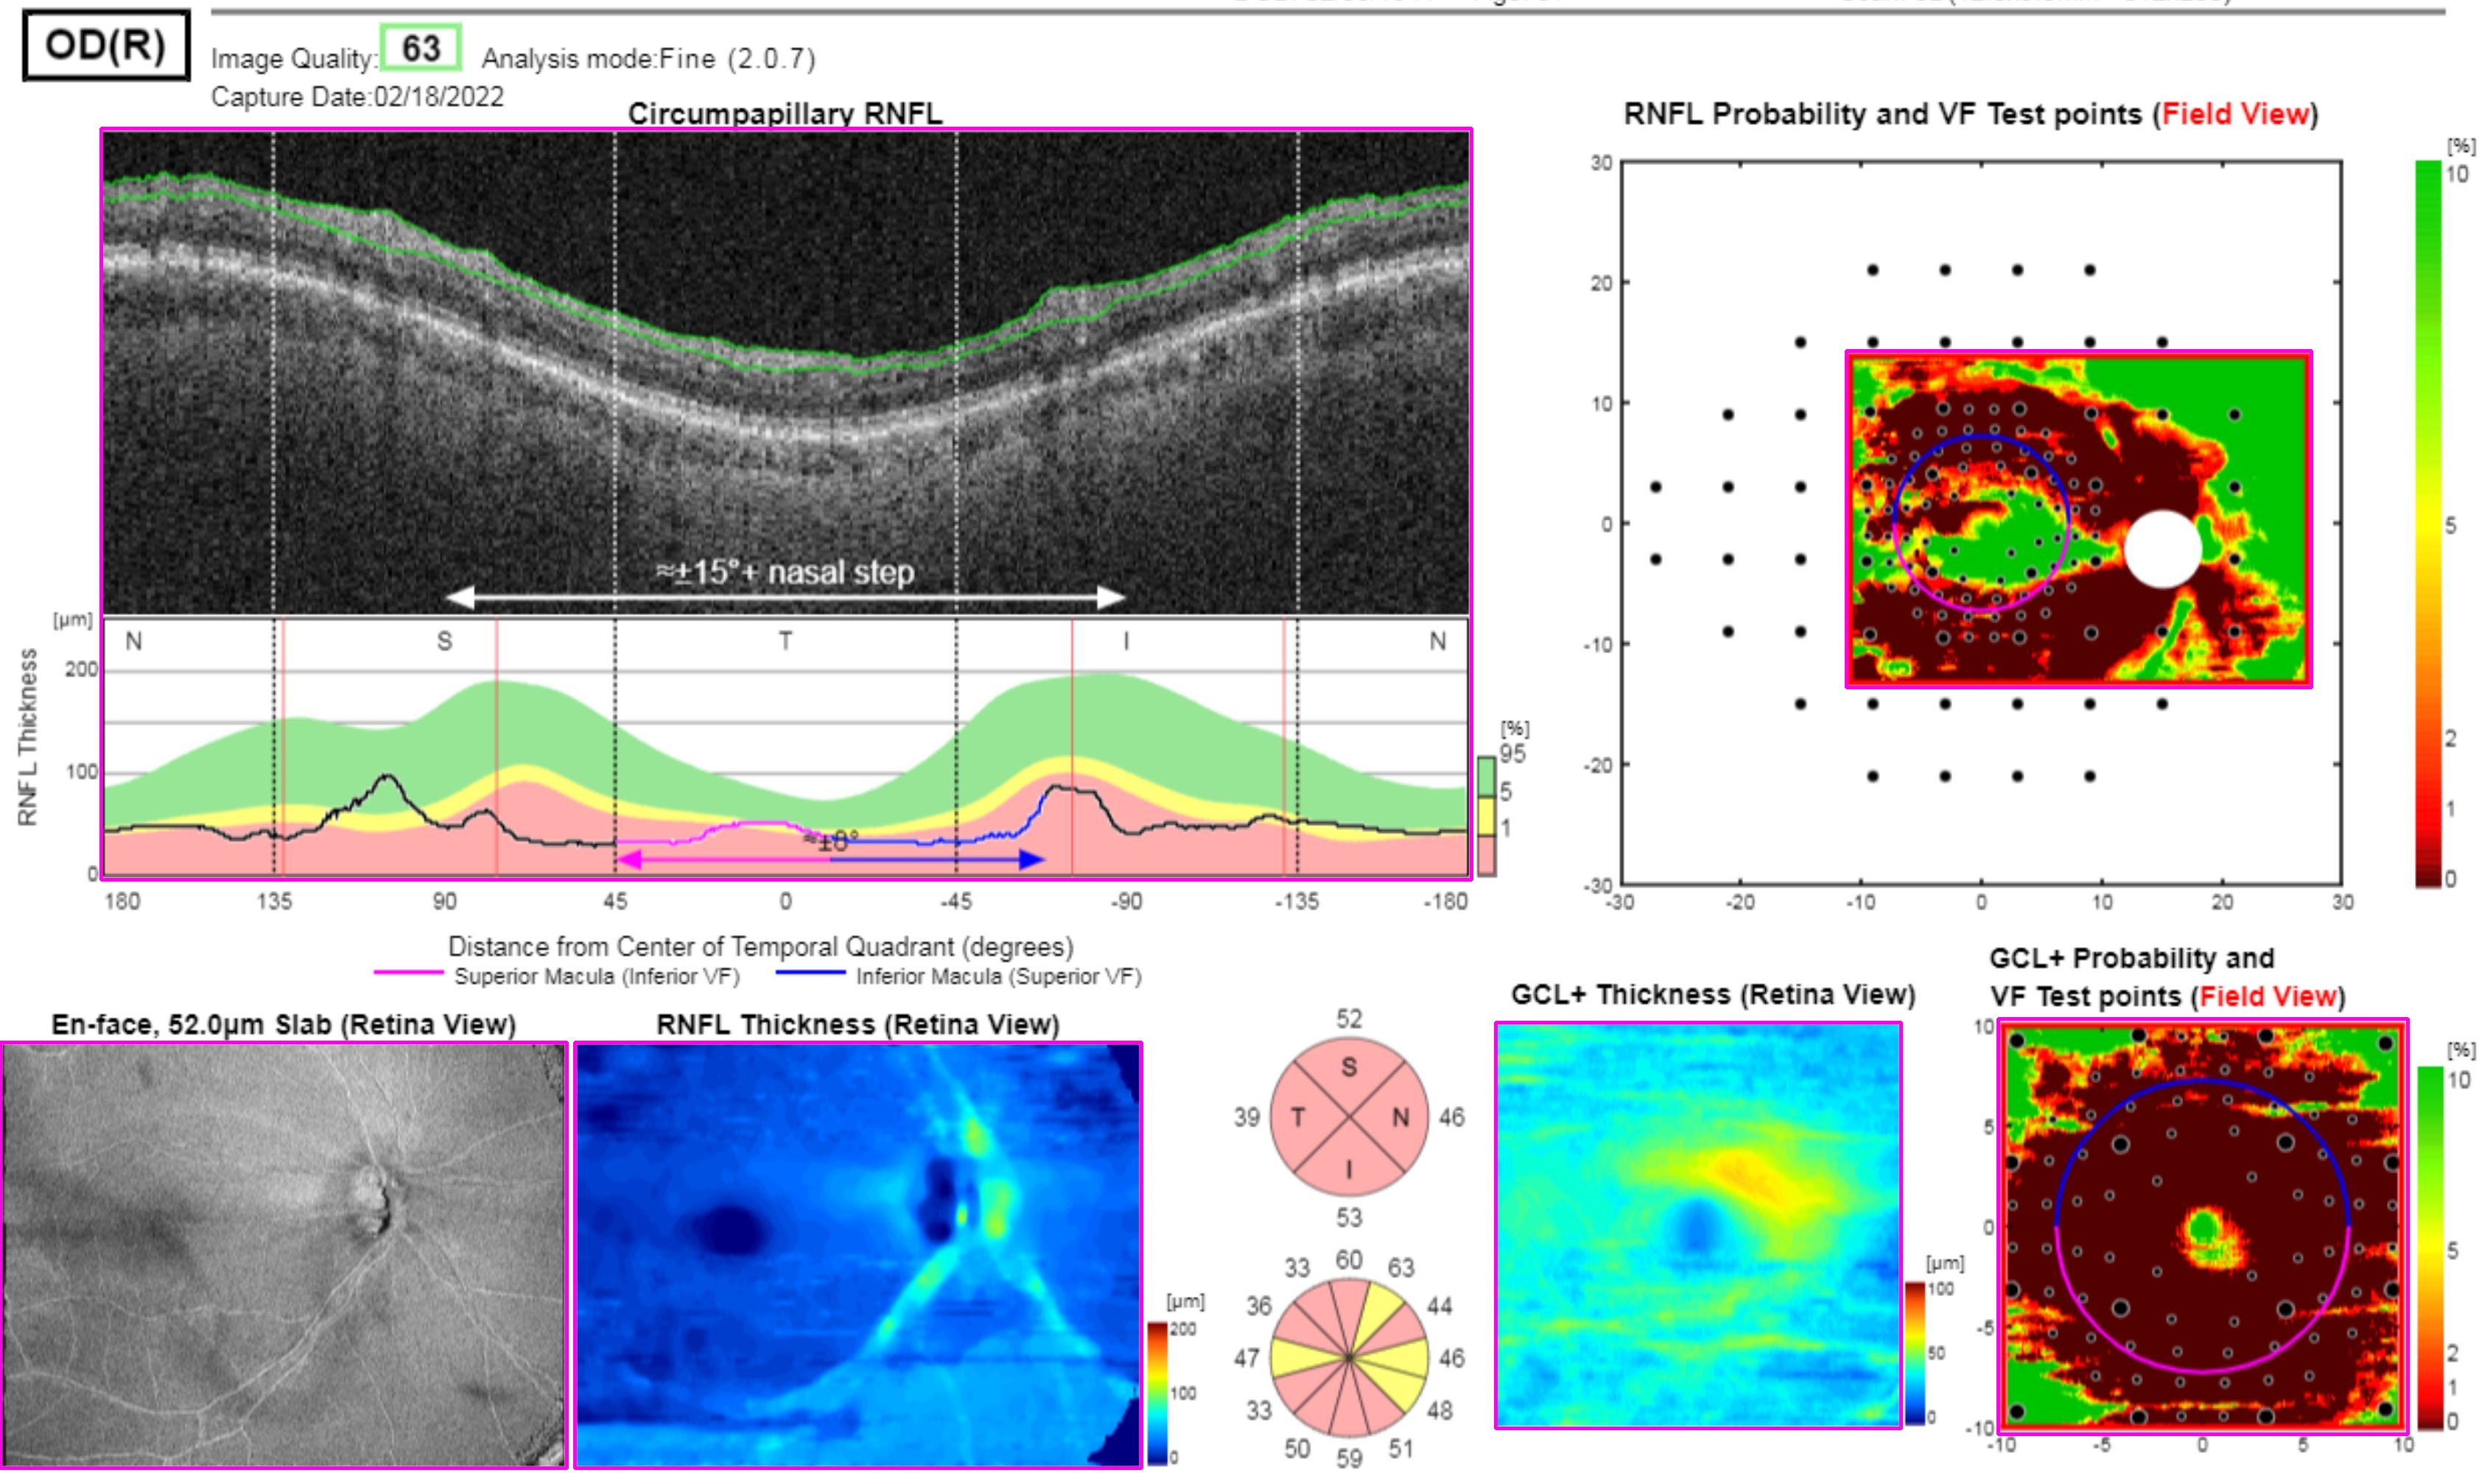 OD(R)
Image Quality: 63 Analysis mode:Fine (2.0.7)
Capture Date:02/18/2022
Circumpapillary RNFL
≈±15°+ nasal step
[µm]
N S T I N
RNFL Thickness
200
100
0
≈±8°
180 135 90 45 0 -45 -90 -135 -180
Distance from Center of Temporal Quadrant (degrees)
Superior Macula (Inferior VF) Inferior Macula (Superior VF)
[%]
95
5
1
RNFL Probability and VF Test points (Field View)
30
20
10
0
-10
-20
-30
-30 -20 -10 0 10 20 30
[%]
10
5
2
1
0
En-face, 52.0µm Slab (Retina View)
RNFL Thickness (Retina View)
[µm]
200
100
0
52
S
39 T N 46
I
53
33 60 63
36 44
47 46
33 48
50 59 51
GCL+ Thickness (Retina View)
[µm]
100
50
0
GCL+ Probability and
VF Test points (Field View)
10
5
0
-5
-10
-10 -5 0 5 10
[%]
10
5
2
1
0